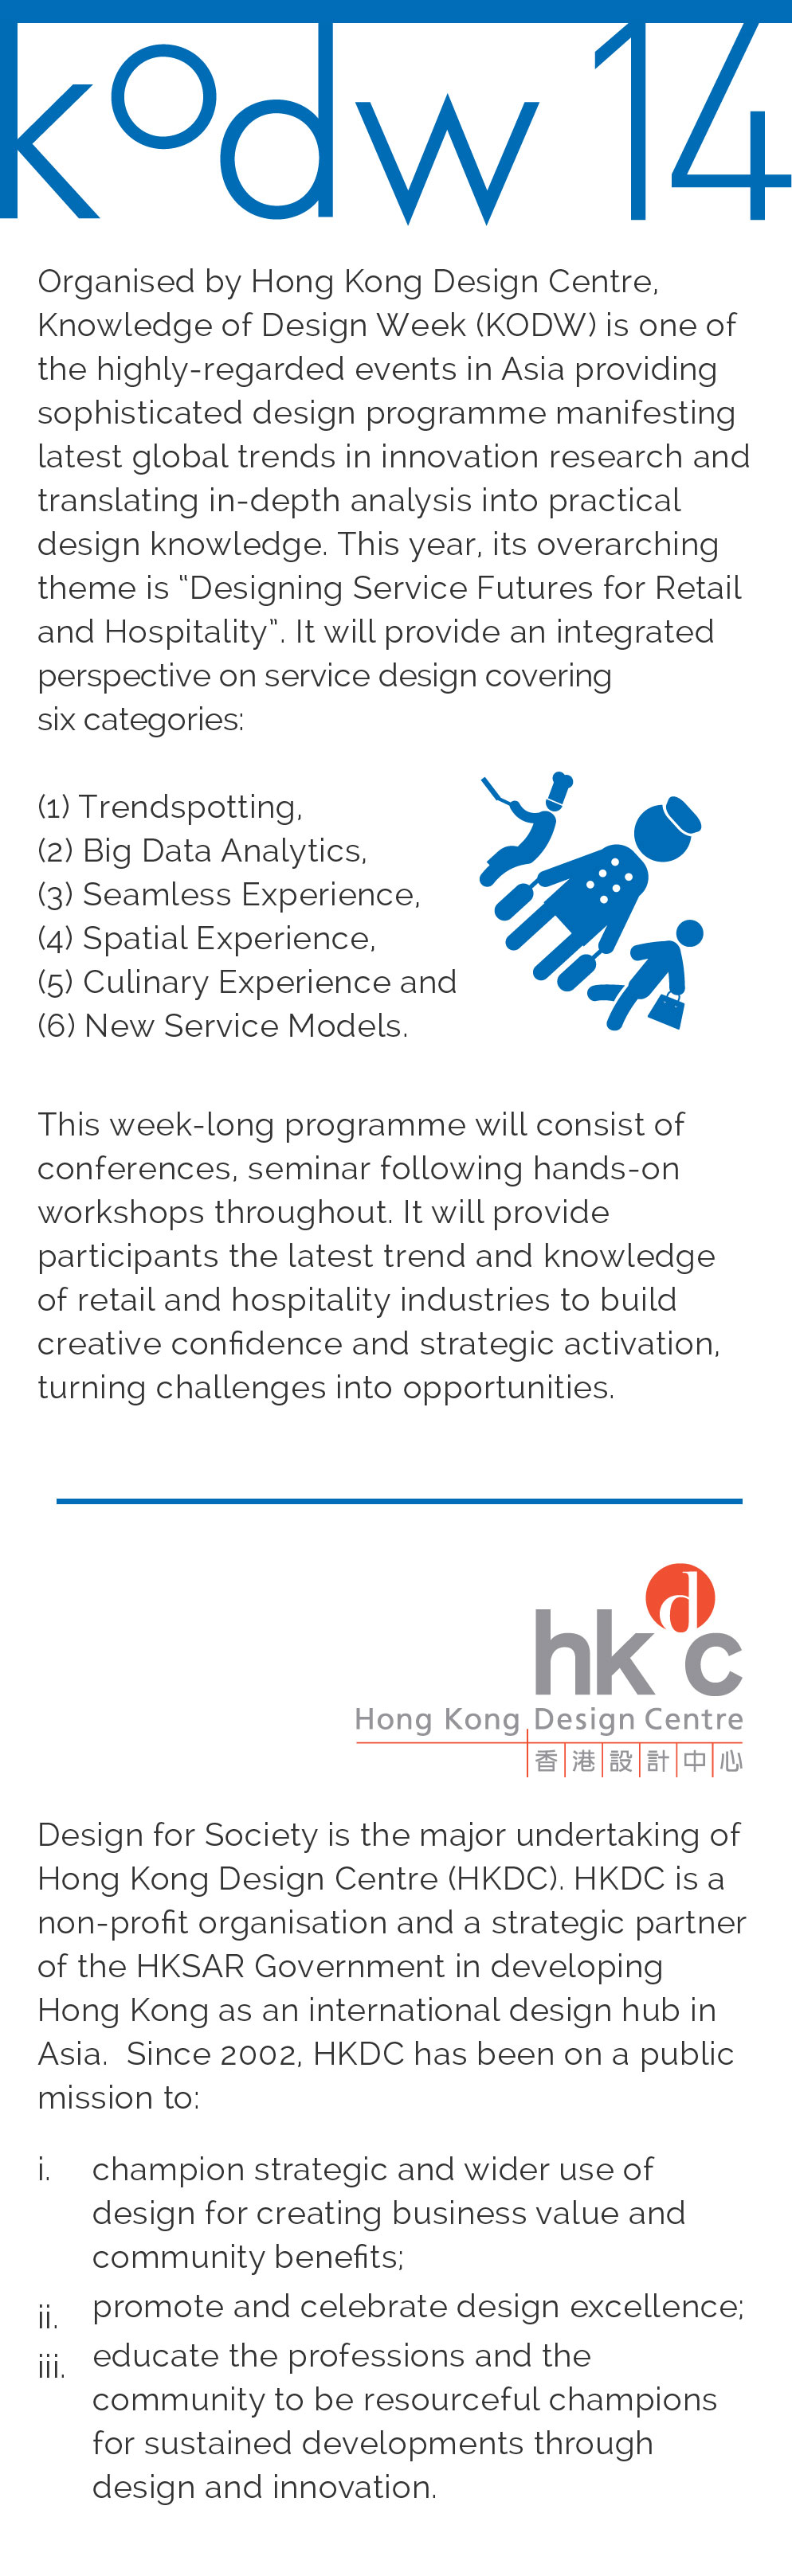 kodw 14
Organised by Hong Kong Design Centre,
Knowledge of Design Week (KODW) is one of
the highly-regarded events in Asia providing
sophisticated design programme manifesting
latest global trends in innovation research and
translating in-depth analysis into practical
design knowledge. This year, its overarching
theme is “Designing Service Futures for Retail
and Hospitality”. It will provide an integrated
perspective on service design covering
six categories:
(1) Trendspotting,
(2) Big Data Analytics,
(3) Seamless Experience,
(4) Spatial Experience,
(5) Culinary Experience and
(6) New Service Models.
This week-long programme will consist of
conferences, seminar following hands-on
workshops throughout. It will provide
participants the latest trend and knowledge
of retail and hospitality industries to build
creative confidence and strategic activation,
turning challenges into opportunities.
hkdc
Hong Kong Design Centre
香港設計中心
Design for Society is the major undertaking of
Hong Kong Design Centre (HKDC). HKDC is a
non-profit organisation and a strategic partner
of the HKSAR Government in developing
Hong Kong as an international design hub in
Asia.  Since 2002, HKDC has been on a public
mission to:
i. champion strategic and wider use of
design for creating business value and
community benefits;
ii. promote and celebrate design excellence;
iii. educate the professions and the
community to be resourceful champions
for sustained developments through
design and innovation.